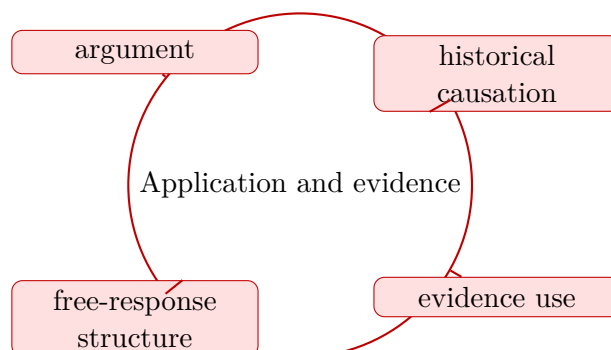 argument
historical
causation
Application and evidence
free-response
structure
evidence use